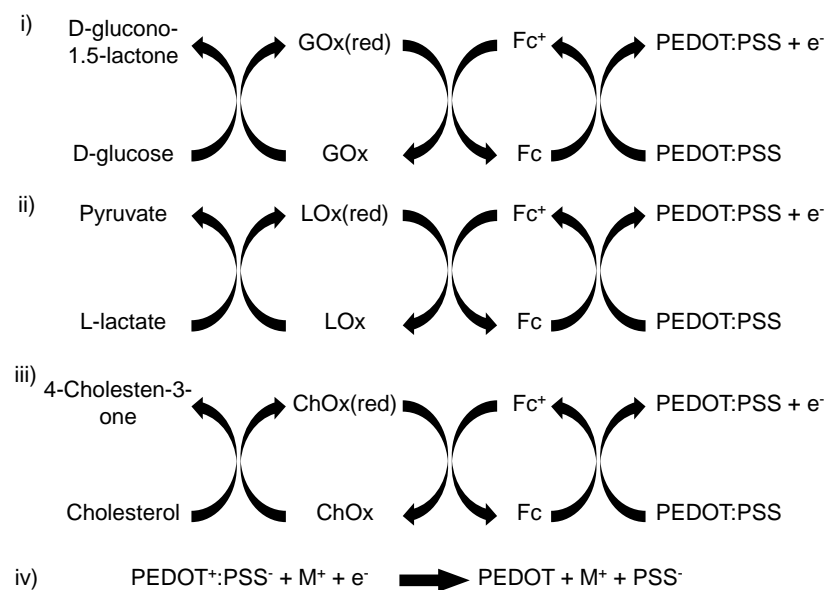 i)
D-glucono-
1.5-lactone
GOx(red)
Fc⁺
PEDOT:PSS + e⁻
D-glucose
GOx
Fc
PEDOT:PSS
ii)
Pyruvate
LOx(red)
Fc⁺
PEDOT:PSS + e⁻
L-lactate
LOx
Fc
PEDOT:PSS
iii)
4-Cholesten-3-
one
ChOx(red)
Fc⁺
PEDOT:PSS + e⁻
Cholesterol
ChOx
Fc
PEDOT:PSS
iv) PEDOT⁺:PSS⁻ + M⁺ + e⁻ PEDOT + M⁺ + PSS⁻